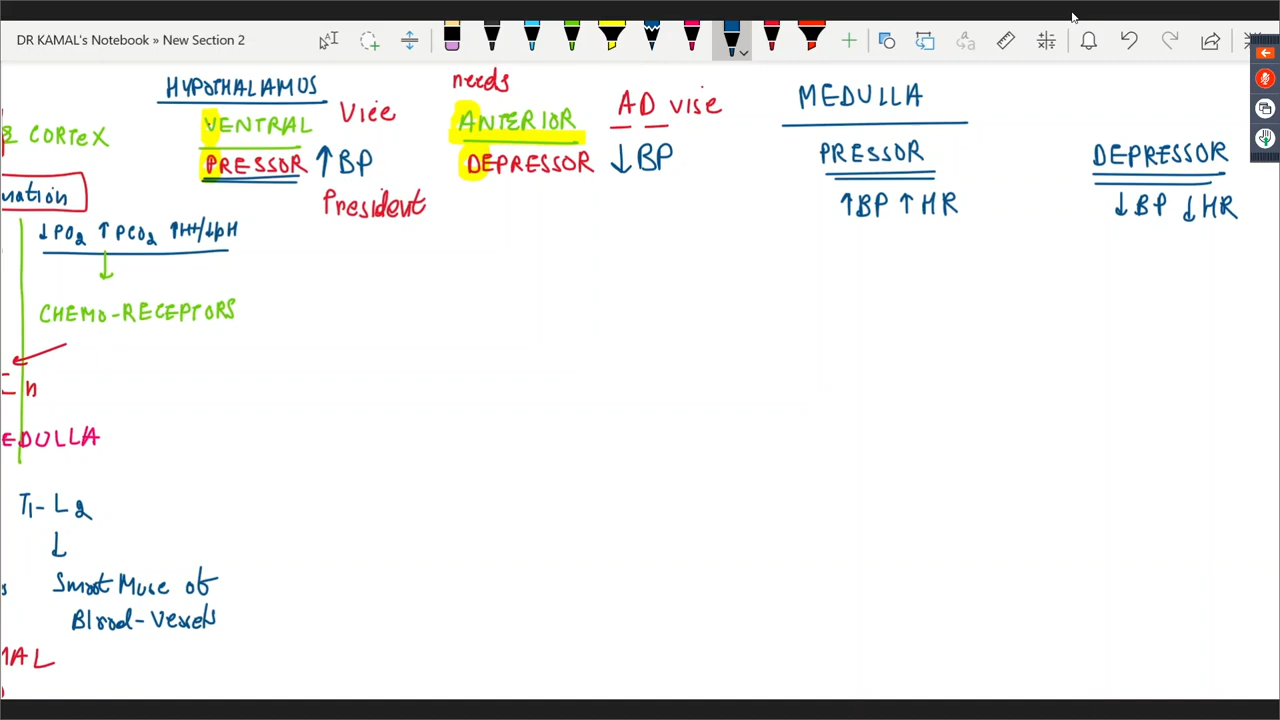 DR KAMAL's Notebook » New Section 2
CORTEX
mation
↓PO2 ↑PCO2 ↑H+/↓pH
↓
CHEMO-RECEPTORS
EDULLA
T1-L2
↓
Smoot Musc of
Blood-Vessels
MAL
HYPOTHALAMUS
VENTRAL Vice
PRESSOR ↑BP
President
needs
ANTERIOR AD vise
DEPRESSOR ↓BP
MEDULLA
PRESSOR
↑BP ↑HR
DEPRESSOR
↓BP ↓HR